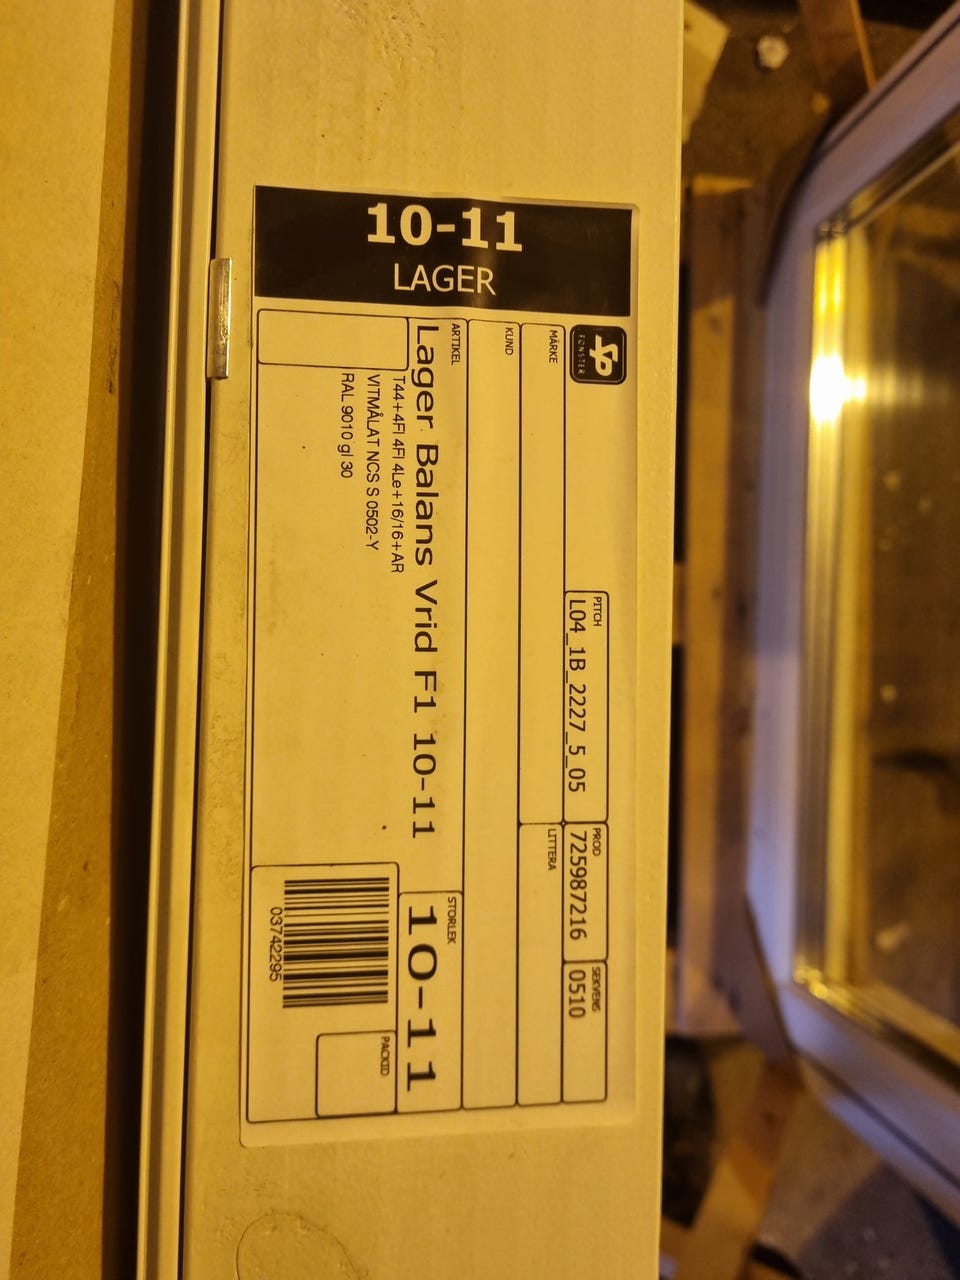 10-11
LAGER
SP
FÖNSTER
PITCH
L04_1B_2227_5_05
PROD
725987216
SEKVENS
0510
MÄRKE
LITTERA
KUND
ARTIKEL
Lager Balans Vrid F1 10-11
STORLEK
10-11
T44+4Fl 4Fl 4Le+16/16+AR
VITMÅLAT NCS S 0502-Y
RAL 9010 gl 30
PACKID
03742295